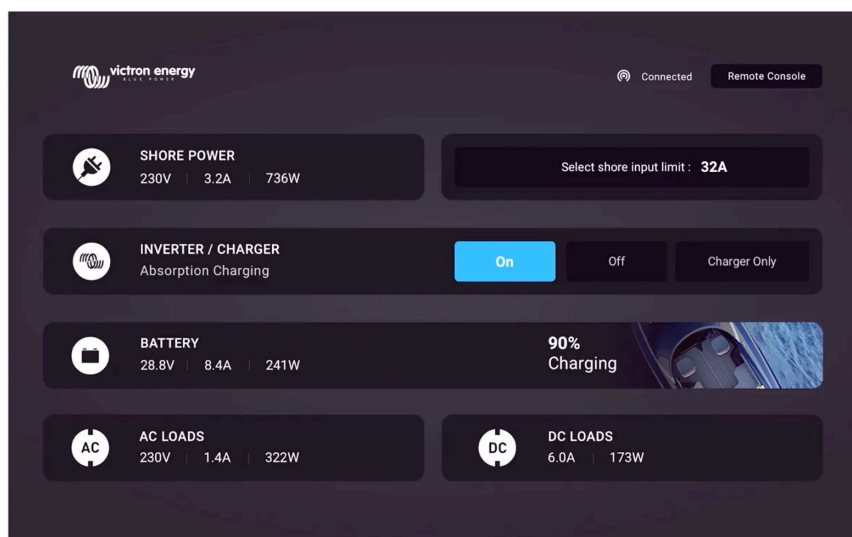 victron energy
BLUE POWER
Connected
Remote Console
SHORE POWER
230V | 3.2A | 736W
Select shore input limit : 32A
INVERTER / CHARGER
Absorption Charging
On
Off
Charger Only
BATTERY
28.8V | 8.4A | 241W
90%
Charging
AC
AC LOADS
230V | 1.4A | 322W
DC
DC LOADS
6.0A | 173W